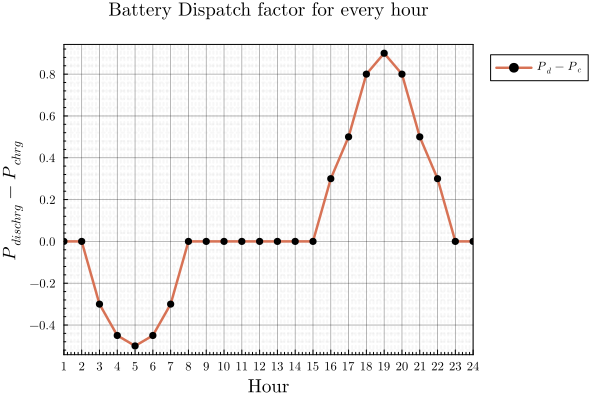 Battery Dispatch factor for every hour
P_d − P_c
P_dischrg − P_chrg
0.8
0.6
0.4
0.2
0.0
−0.2
−0.4
1 2 3 4 5 6 7 8 9 10 11 12 13 14 15 16 17 18 19 20 21 22 23 24
Hour